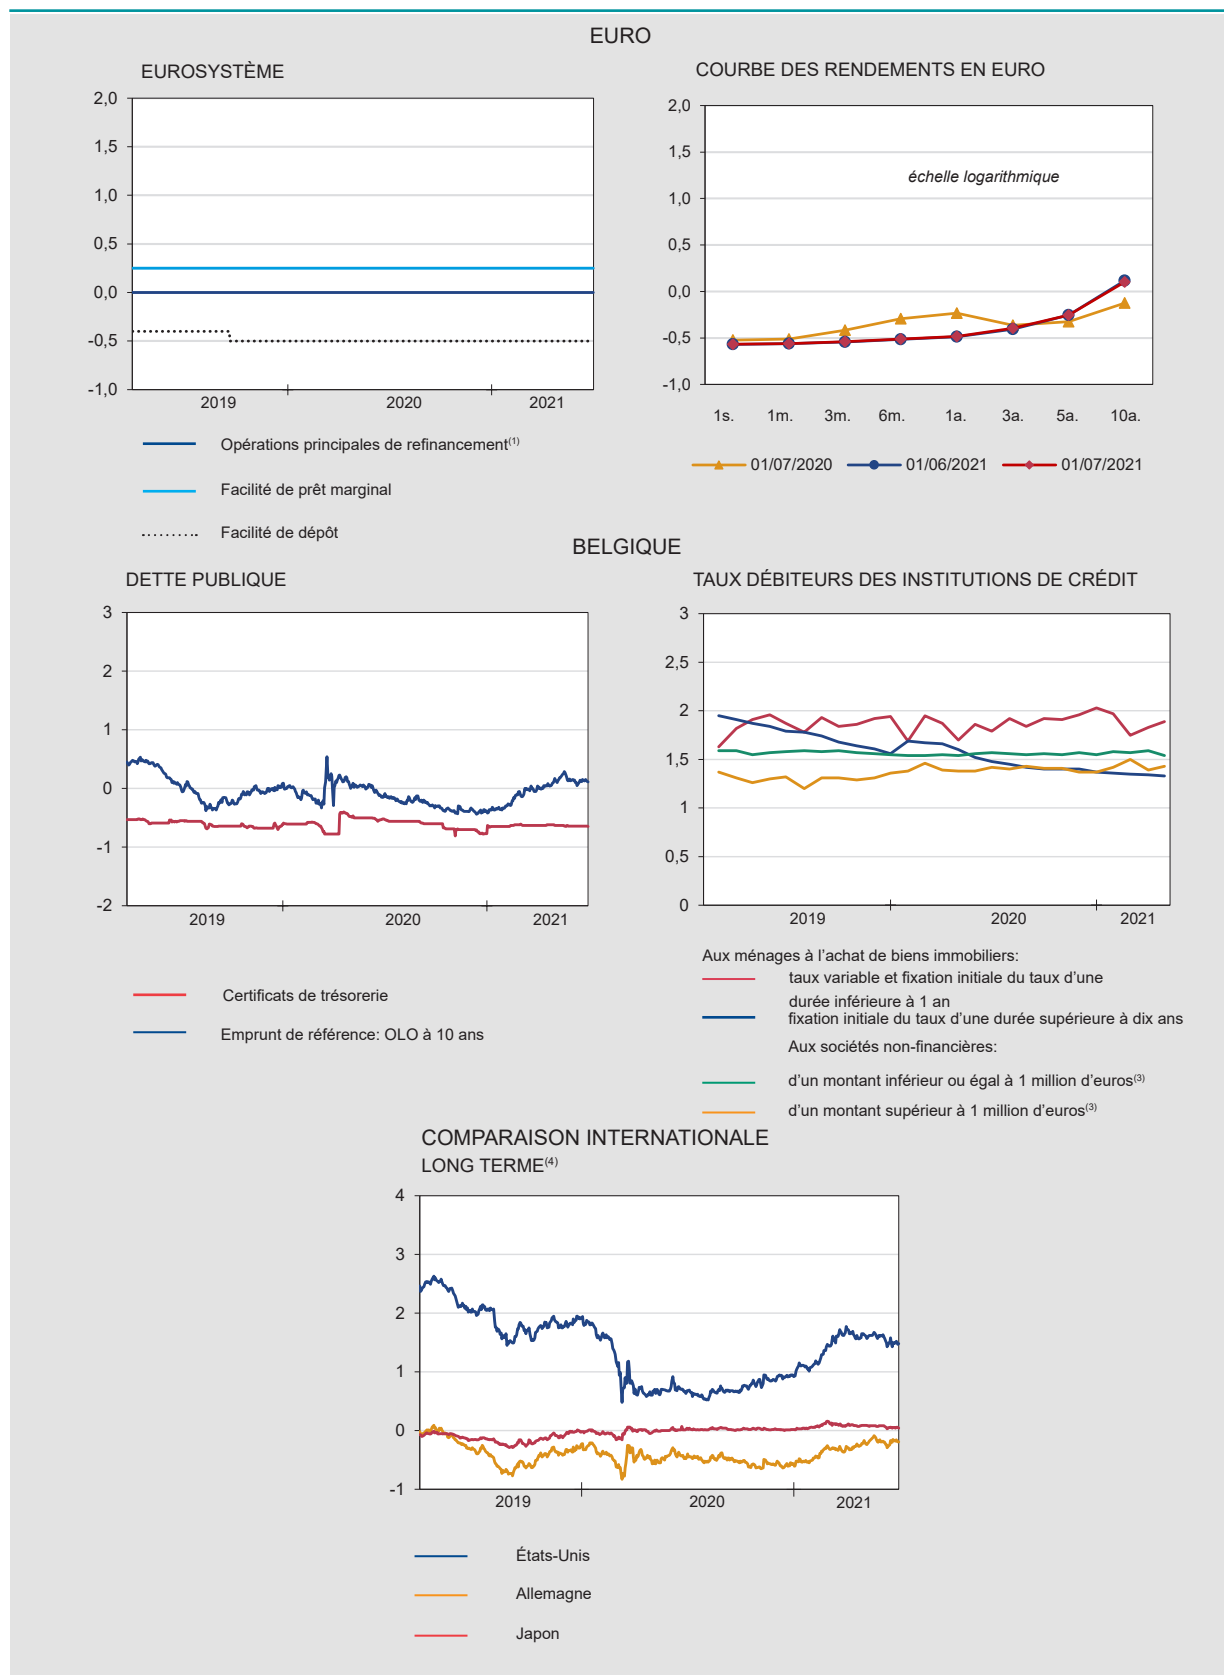 EURO
EUROSYSTÈME
2,0
1,5
1,0
0,5
0,0
-0,5
-1,0
2019 2020 2021
Opérations principales de refinancement(1)
Facilité de prêt marginal
Facilité de dépôt
COURBE DES RENDEMENTS EN EURO
2,0
1,5
1,0
0,5
0,0
-0,5
-1,0
échelle logarithmique
1s. 1m. 3m. 6m. 1a. 3a. 5a. 10a.
01/07/2020 01/06/2021 01/07/2021
BELGIQUE
DETTE PUBLIQUE
3
2
1
0
-1
-2
2019 2020 2021
Certificats de trésorerie
Emprunt de référence: OLO à 10 ans
TAUX DÉBITEURS DES INSTITUTIONS DE CRÉDIT
3
2,5
2
1,5
1
0,5
0
2019 2020 2021
Aux ménages à l'achat de biens immobiliers:
taux variable et fixation initiale du taux d'une
durée inférieure à 1 an
fixation initiale du taux d'une durée supérieure à dix ans
Aux sociétés non-financières:
d'un montant inférieur ou égal à 1 million d'euros(3)
d'un montant supérieur à 1 million d'euros(3)
COMPARAISON INTERNATIONALE
LONG TERME(4)
4
3
2
1
0
-1
2019 2020 2021
États-Unis
Allemagne
Japon